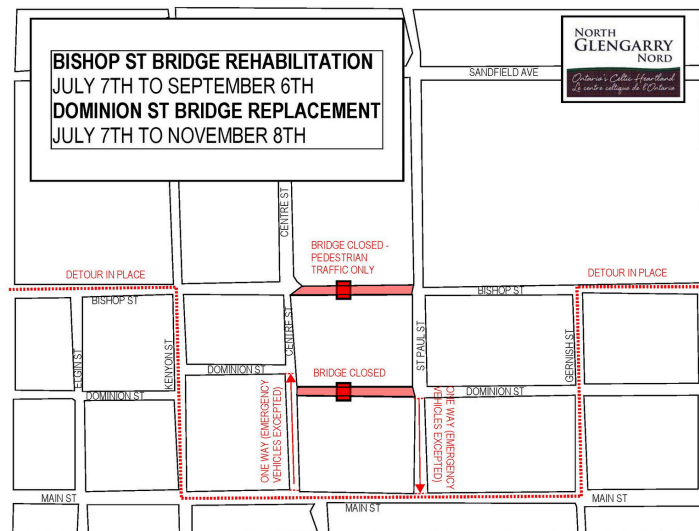 BISHOP ST BRIDGE REHABILITATION
JULY 7TH TO SEPTEMBER 6TH
DOMINION ST BRIDGE REPLACEMENT
JULY 7TH TO NOVEMBER 8TH
NORTH
GLENGARRY
NORD
Ontario's Celtic Heartland
Le centre celtique de l'Ontario
SANDFIELD AVE
CENTRE ST
BRIDGE CLOSED -
PEDESTRIAN
TRAFFIC ONLY
DETOUR IN PLACE
DETOUR IN PLACE
BISHOP ST
BISHOP ST
ELGIN ST
KENYON ST
CENTRE ST
ST PAUL ST
GERNISH ST
DOMINION ST
BRIDGE CLOSED
DOMINION ST
DOMINION ST
ONE WAY (EMERGENCY
VEHICLES EXCEPTED)
ONE WAY (EMERGENCY
VEHICLES EXCEPTED)
MAIN ST
MAIN ST
MAIN ST